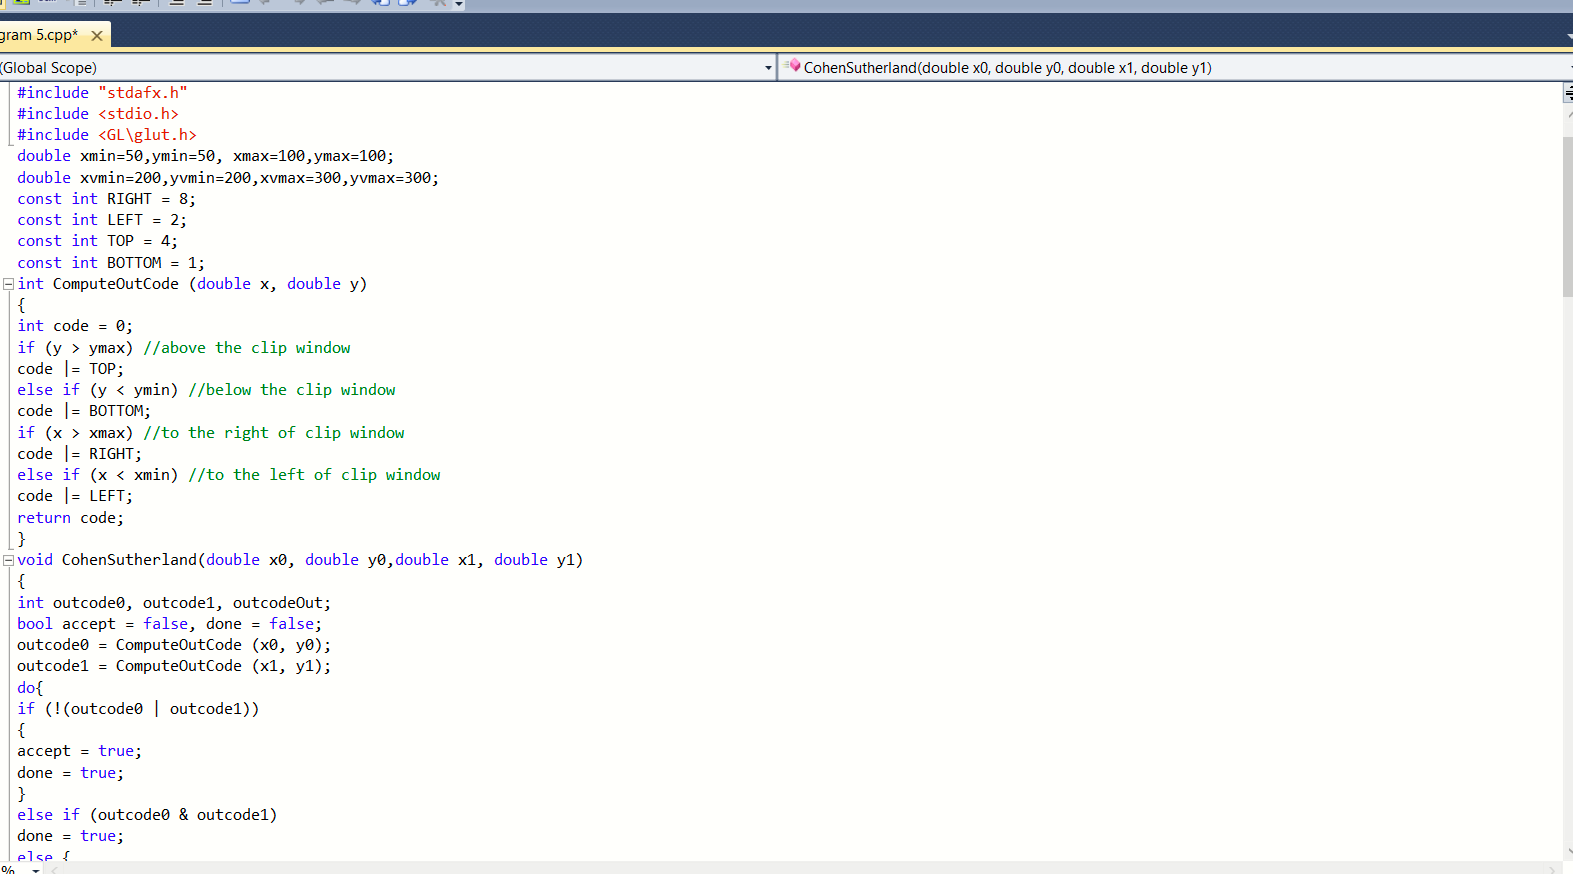 gram 5.cpp*
(Global Scope)
CohenSutherland(double x0, double y0, double x1, double y1)
#include "stdafx.h"
#include <stdio.h>
#include <GL\glut.h>
double xmin=50,ymin=50, xmax=100,ymax=100;
double xvmin=200,yvmin=200,xvmax=300,yvmax=300;
const int RIGHT = 8;
const int LEFT = 2;
const int TOP = 4;
const int BOTTOM = 1;
int ComputeOutCode (double x, double y)
{
int code = 0;
if (y > ymax) //above the clip window
code |= TOP;
else if (y < ymin) //below the clip window
code |= BOTTOM;
if (x > xmax) //to the right of clip window
code |= RIGHT;
else if (x < xmin) //to the left of clip window
code |= LEFT;
return code;
}
void CohenSutherland(double x0, double y0,double x1, double y1)
{
int outcode0, outcode1, outcodeOut;
bool accept = false, done = false;
outcode0 = ComputeOutCode (x0, y0);
outcode1 = ComputeOutCode (x1, y1);
do{
if (!(outcode0 | outcode1))
{
accept = true;
done = true;
}
else if (outcode0 & outcode1)
done = true;
else {
%